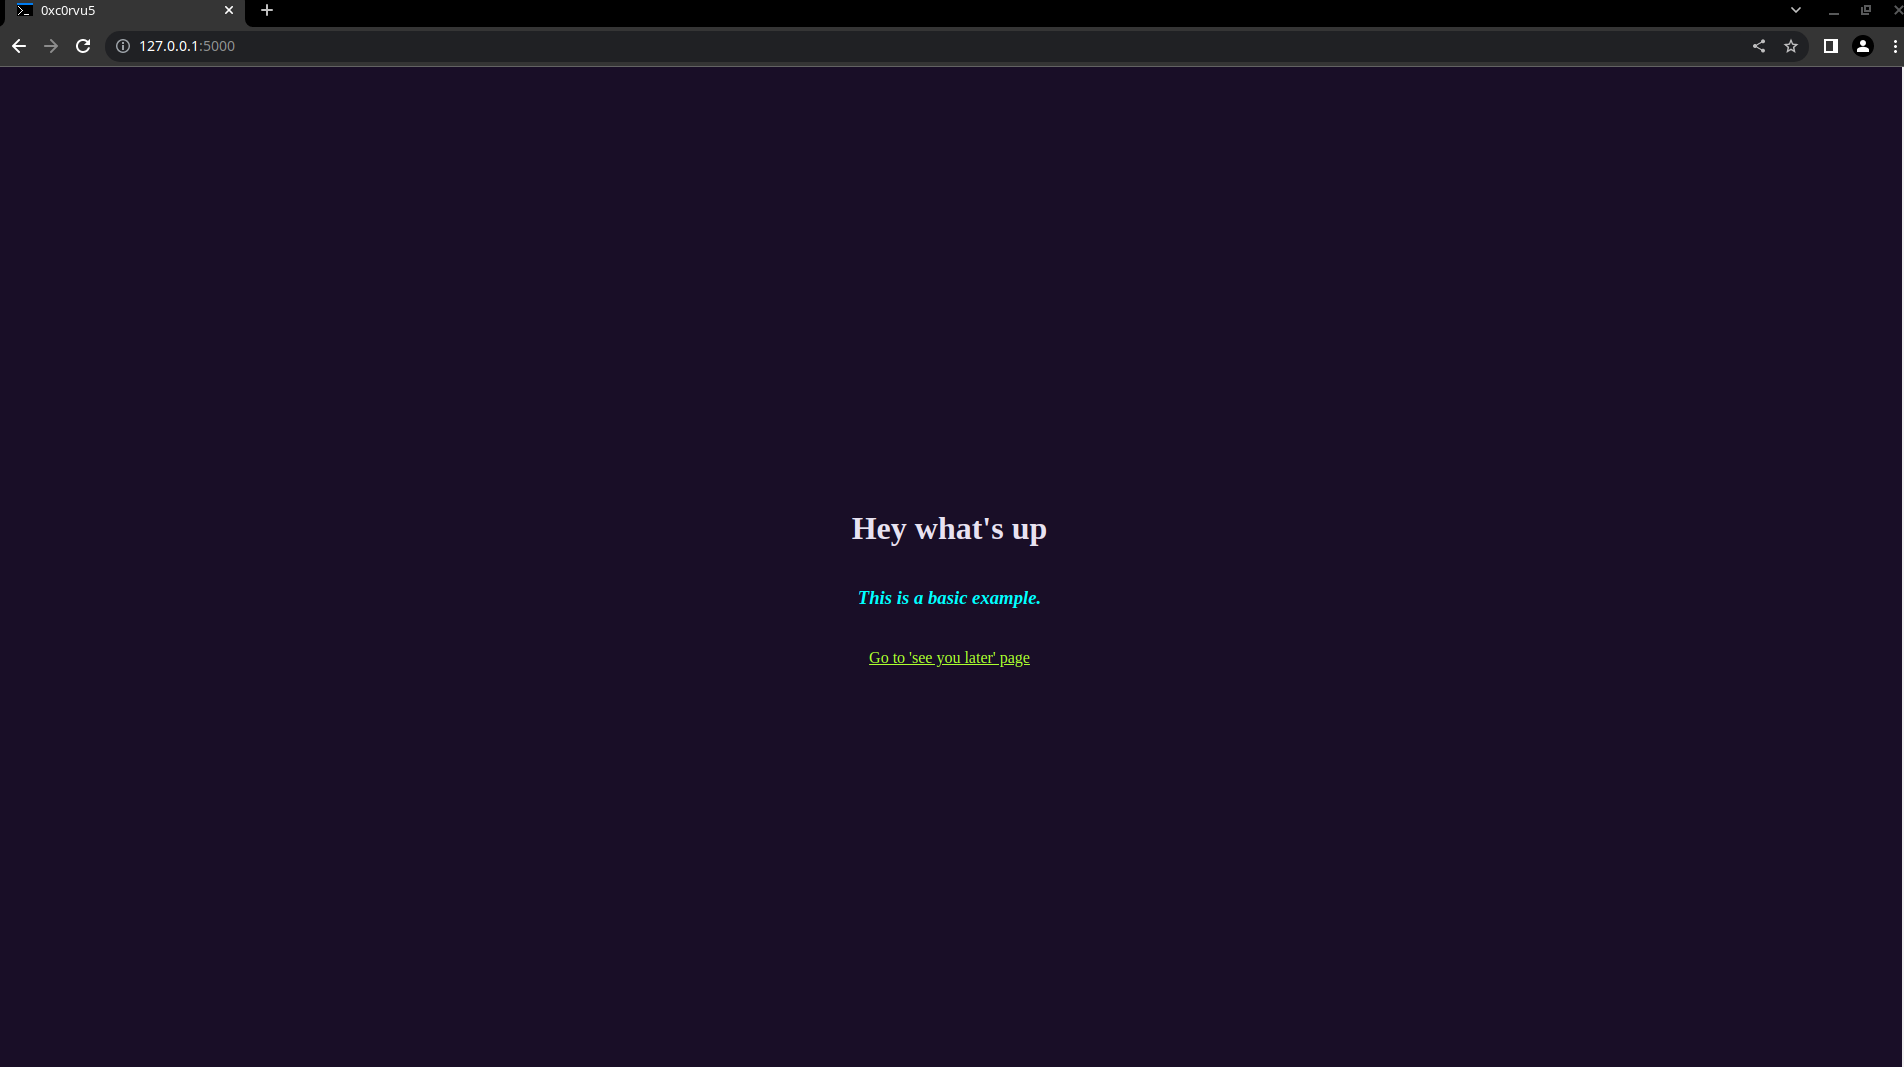 0xc0rvu5
127.0.0.1:5000
Hey what's up
This is a basic example.
Go to 'see you later' page